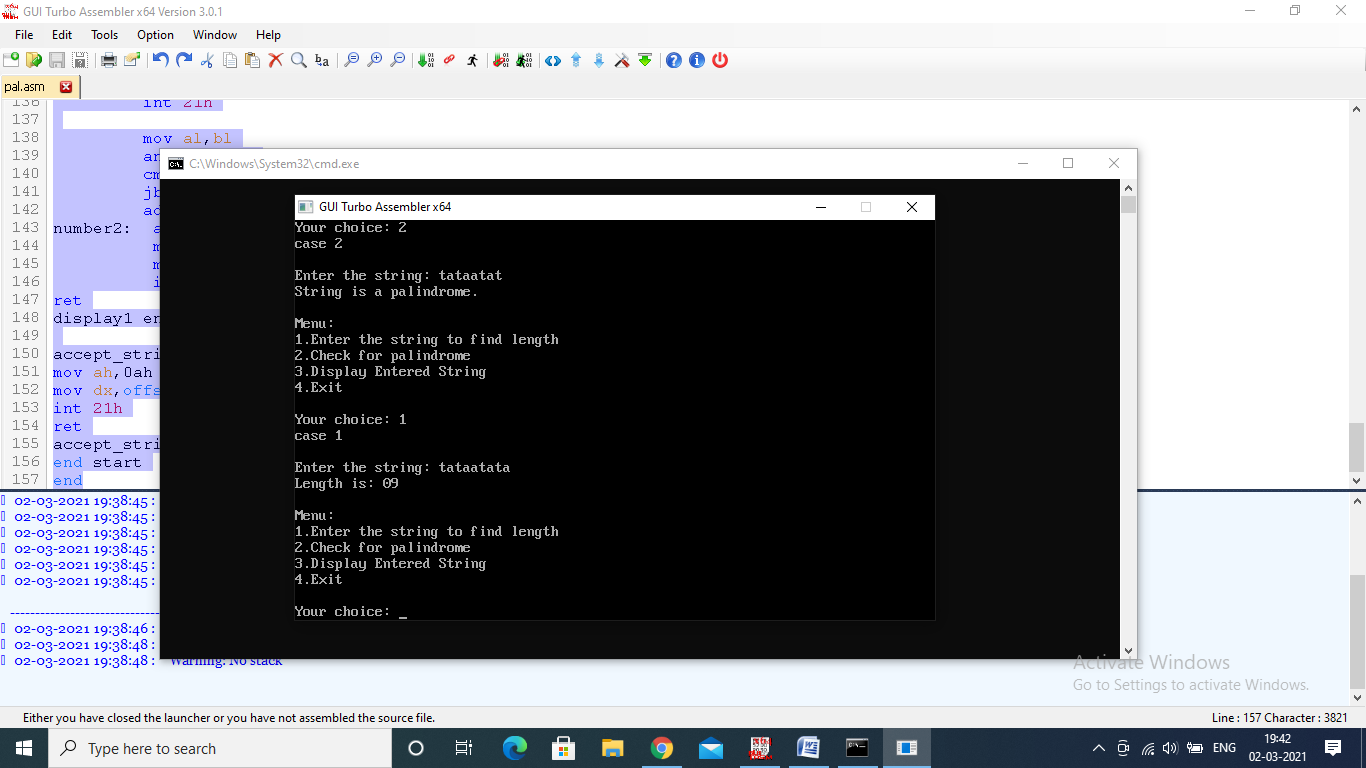 GUI Turbo Assembler x64 Version 3.0.1
File Edit Tools Option Window Help
pal.asm
136 int 21h
137
138 mov al,bl
139
140
141
142
143 number2:
144
145
146
147 ret
148 display1
149
150
151 mov ah,0ah
152
153 int 21h
154 ret
155
156 end start
157 end
C:\Windows\System32\cmd.exe
GUI Turbo Assembler x64
Your choice: 2
case 2
Enter the string: tataatat
String is a palindrome.
Menu:
1.Enter the string to find length
2.Check for palindrome
3.Display Entered String
4.Exit
Your choice: 1
case 1
Enter the string: tataatata
Length is: 09
Menu:
1.Enter the string to find length
2.Check for palindrome
3.Display Entered String
4.Exit
Your choice: _
02-03-2021 19:38:45 :
02-03-2021 19:38:45 :
02-03-2021 19:38:45 :
02-03-2021 19:38:45 :
02-03-2021 19:38:45 :
02-03-2021 19:38:45 :
02-03-2021 19:38:46 :
02-03-2021 19:38:48 :
02-03-2021 19:38:48 : Warning: No stack
Activate Windows
Go to Settings to activate Windows.
Either you have closed the launcher or you have not assembled the source file.
Line : 157 Character : 3821
Type here to search
ENG
19:42
02-03-2021